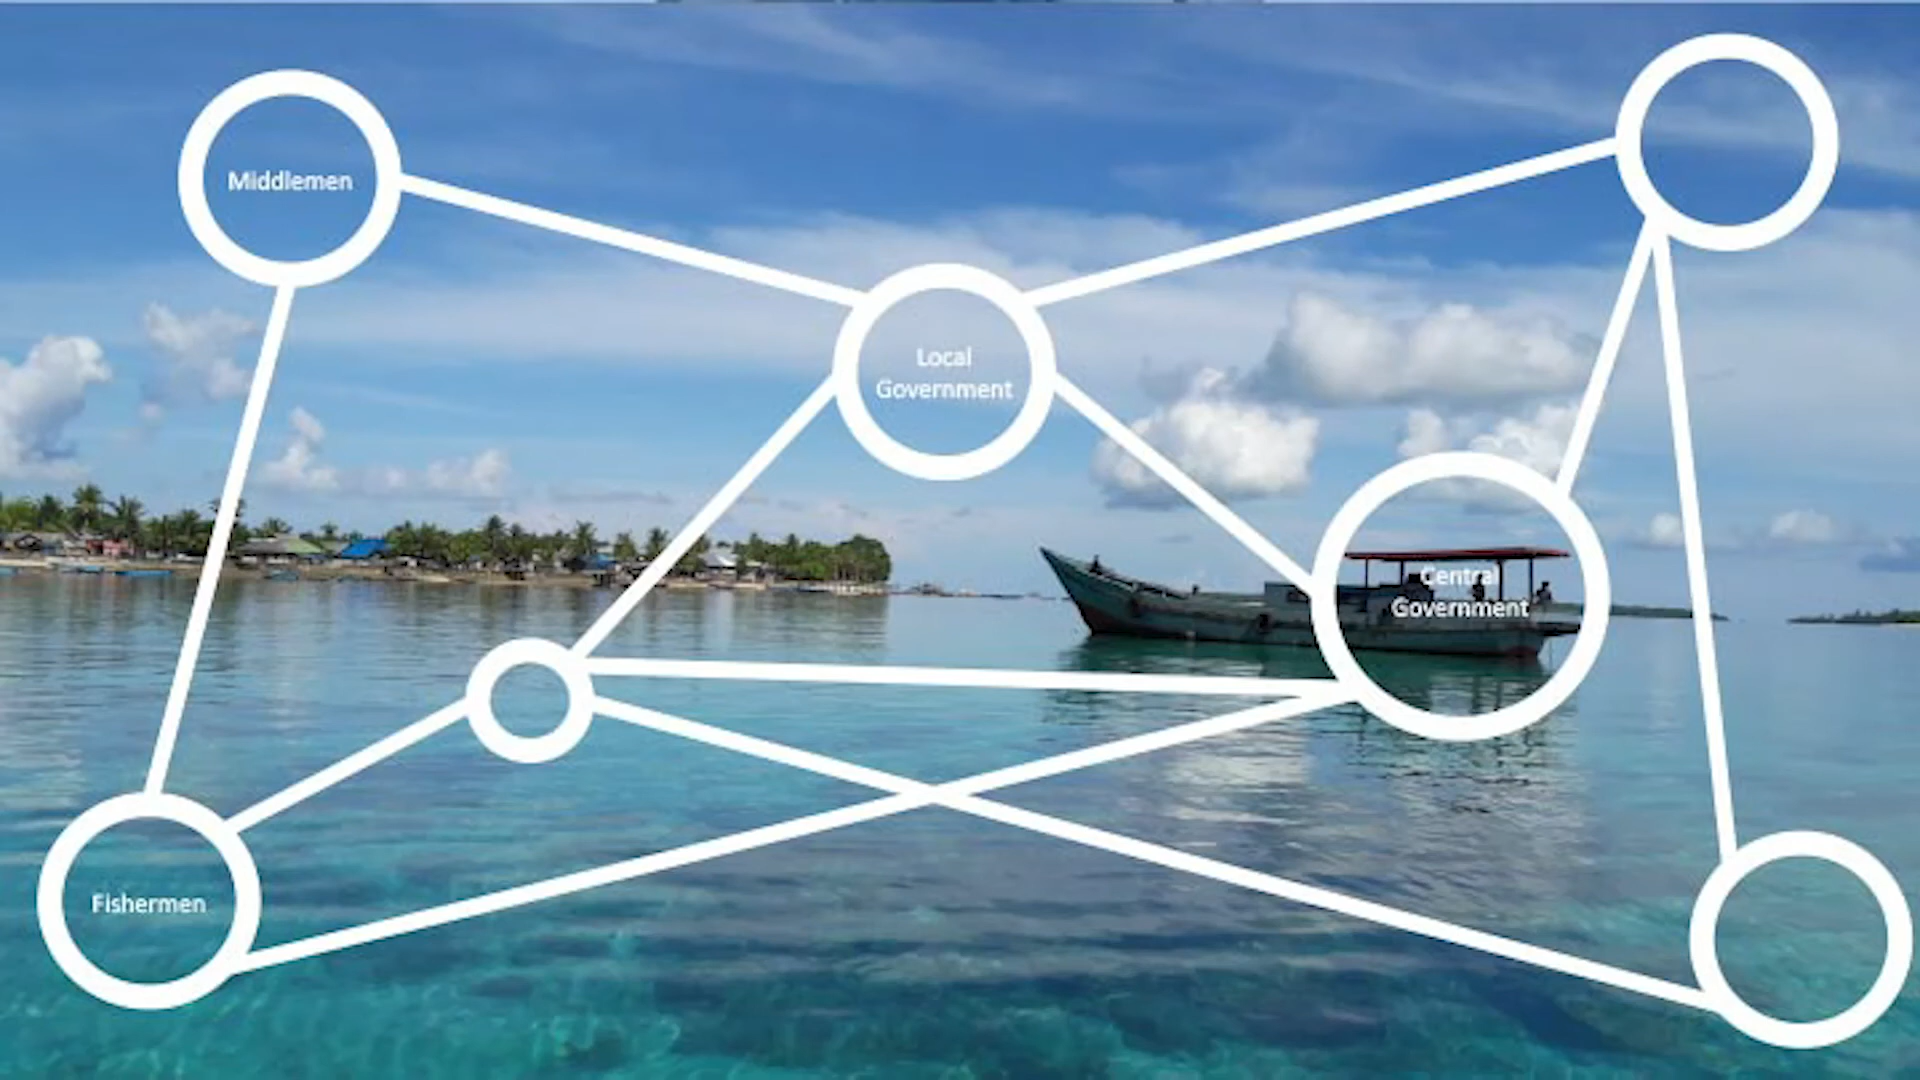 Middlemen
Local
Government
Central
Government
Fishermen